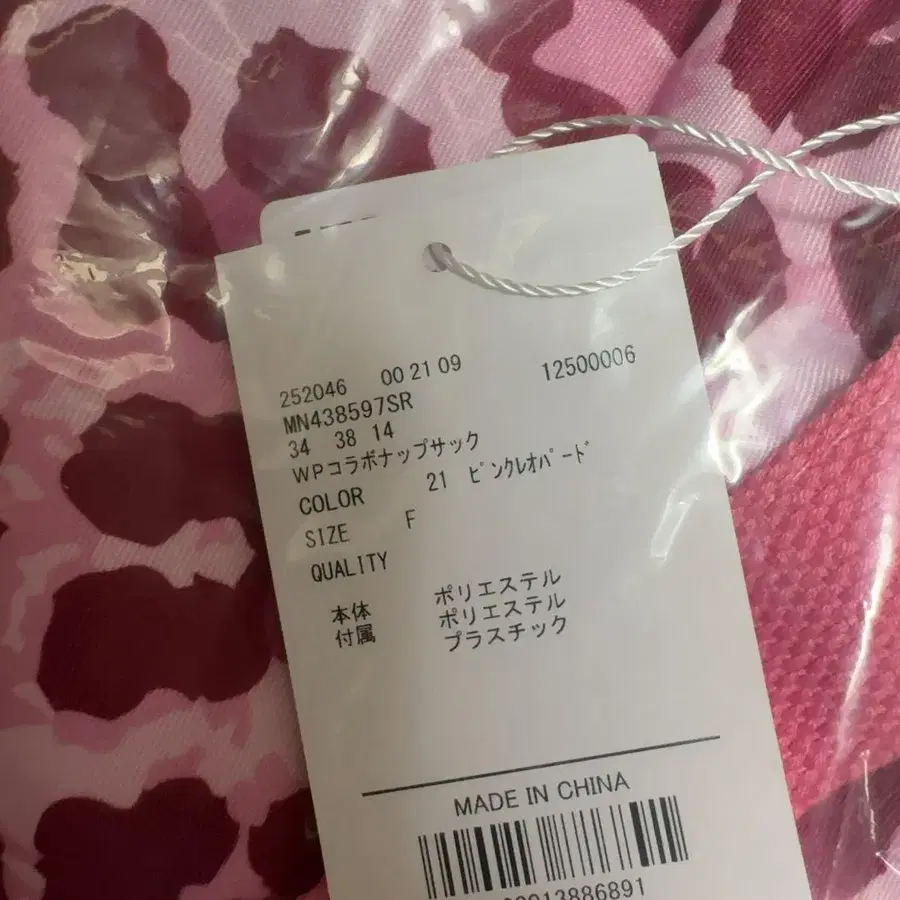 252046 00 21 09 12500006
MN438597SR
34 38 14
WPコラボナップサック
COLOR 21 ピンクレオパード
SIZE F
QUALITY
本体 ポリエステル
付属 ポリエステル
プラスチック
MADE IN CHINA